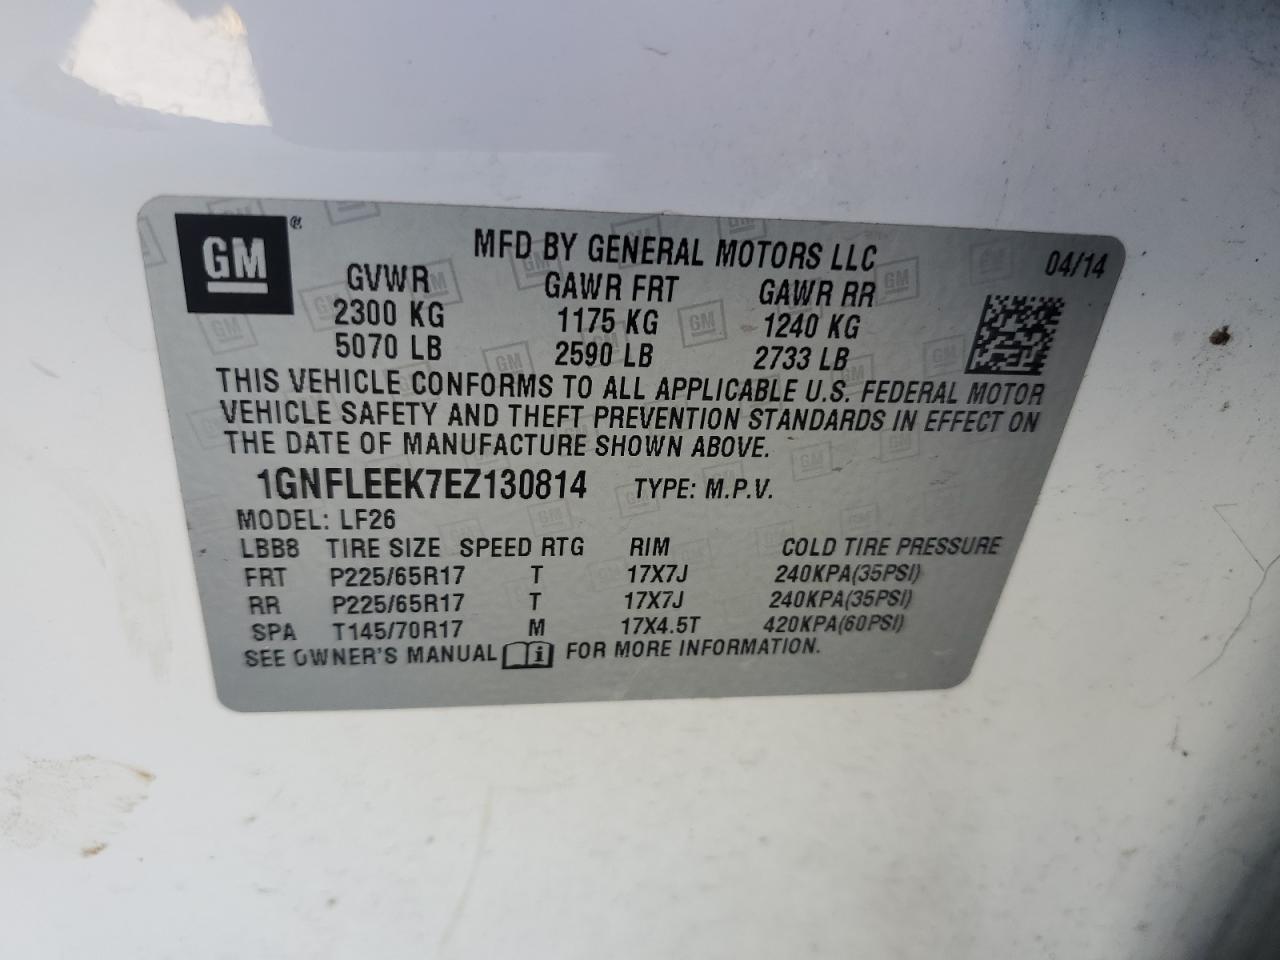 GM ®
MFD BY GENERAL MOTORS LLC 04/14
GVWR GAWR FRT GAWR RR
2300 KG 1175 KG 1240 KG
5070 LB 2590 LB 2733 LB
THIS VEHICLE CONFORMS TO ALL APPLICABLE U.S. FEDERAL MOTOR
VEHICLE SAFETY AND THEFT PREVENTION STANDARDS IN EFFECT ON
THE DATE OF MANUFACTURE SHOWN ABOVE.
1GNFLEEK7EZ130814 TYPE: M.P.V.
MODEL: LF26
LBB8 TIRE SIZE SPEED RTG RIM COLD TIRE PRESSURE
FRT P225/65R17 T 17X7J 240KPA(35PSI)
RR P225/65R17 T 17X7J 240KPA(35PSI)
SPA T145/70R17 M 17X4.5T 420KPA(60PSI)
SEE OWNER'S MANUAL i FOR MORE INFORMATION.